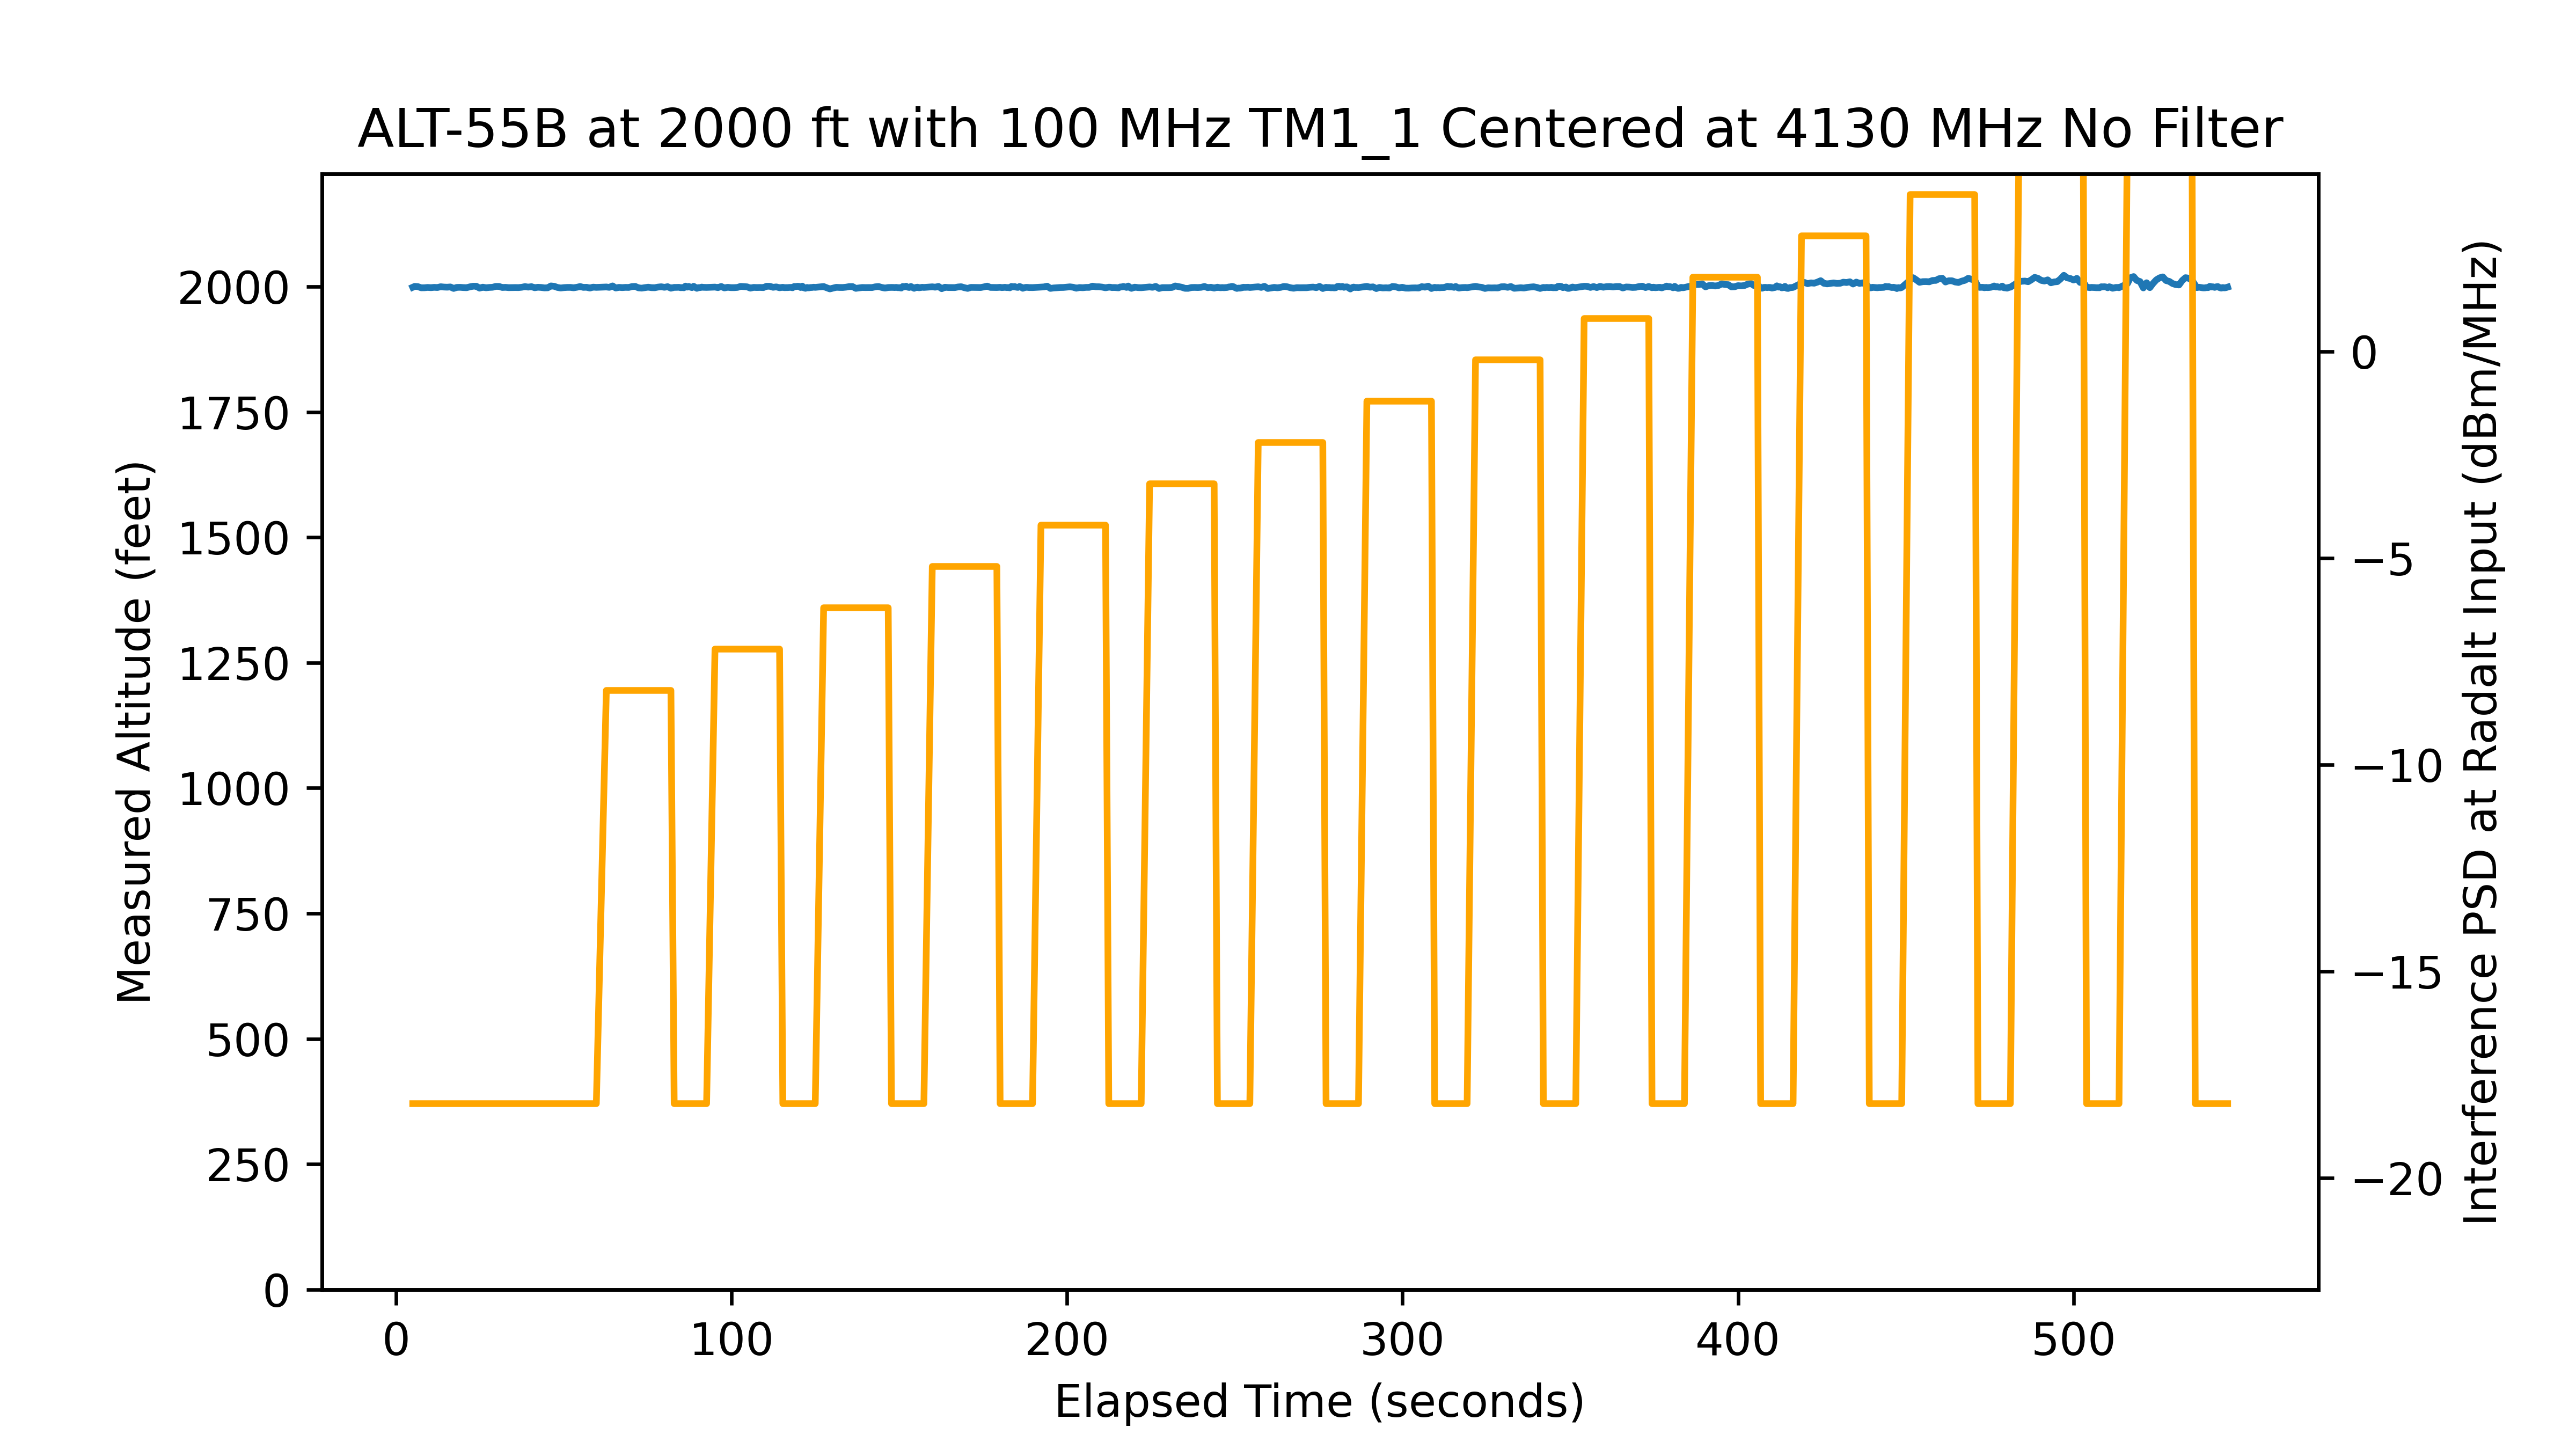 ALT-55B at 2000 ft with 100 MHz TM1_1 Centered at 4130 MHz No Filter
Measured Altitude (feet)
2000
1750
1500
1250
1000
750
500
250
0
0
−5
−10
−15
−20
Interference PSD at Radalt Input (dBm/MHz)
0 100 200 300 400 500
Elapsed Time (seconds)